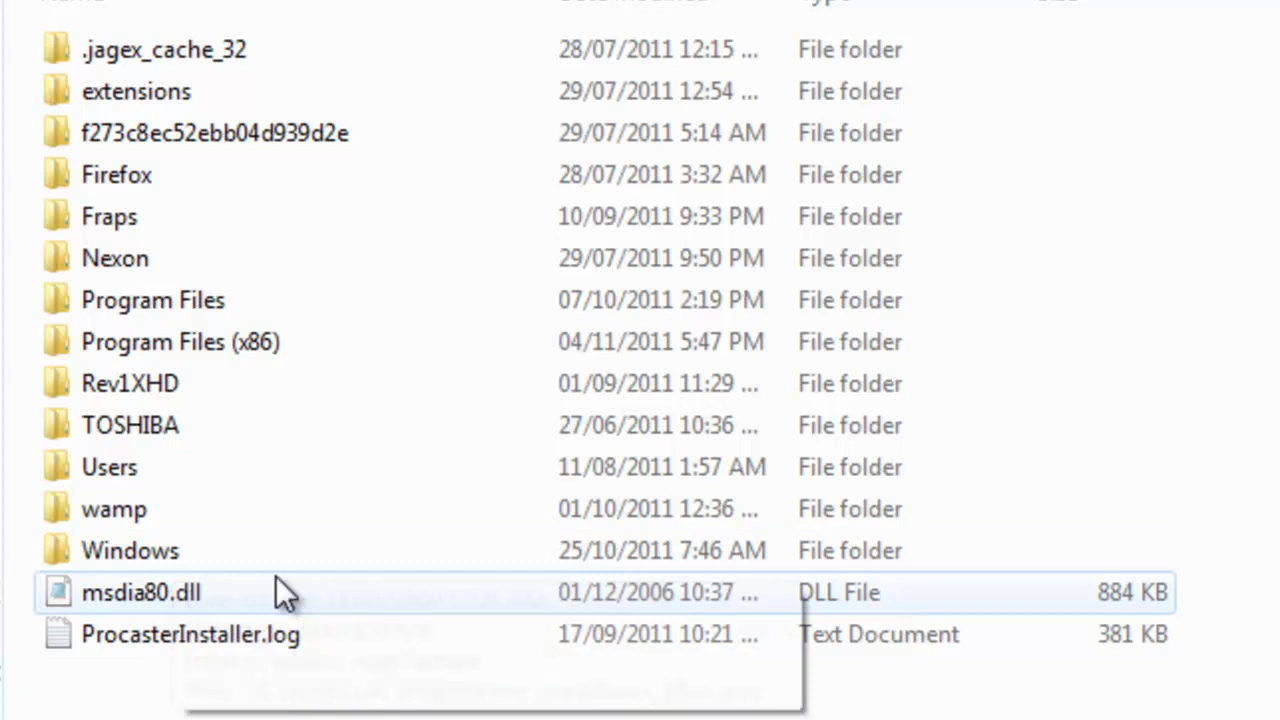 .jagex_cache_32 28/07/2011 12:15 ... File folder
extensions 29/07/2011 12:54 ... File folder
f273c8ec52ebb04d939d2e 29/07/2011 5:14 AM File folder
Firefox 28/07/2011 3:32 AM File folder
Fraps 10/09/2011 9:33 PM File folder
Nexon 29/07/2011 9:50 PM File folder
Program Files 07/10/2011 2:19 PM File folder
Program Files (x86) 04/11/2011 5:47 PM File folder
Rev1XHD 01/09/2011 11:29 ... File folder
TOSHIBA 27/06/2011 10:36 ... File folder
Users 11/08/2011 1:57 AM File folder
wamp 01/10/2011 12:36 ... File folder
Windows 25/10/2011 7:46 AM File folder
msdia80.dll 01/12/2006 10:37 ... DLL File 884 KB
ProcasterInstaller.log 17/09/2011 10:21 ... Text Document 381 KB